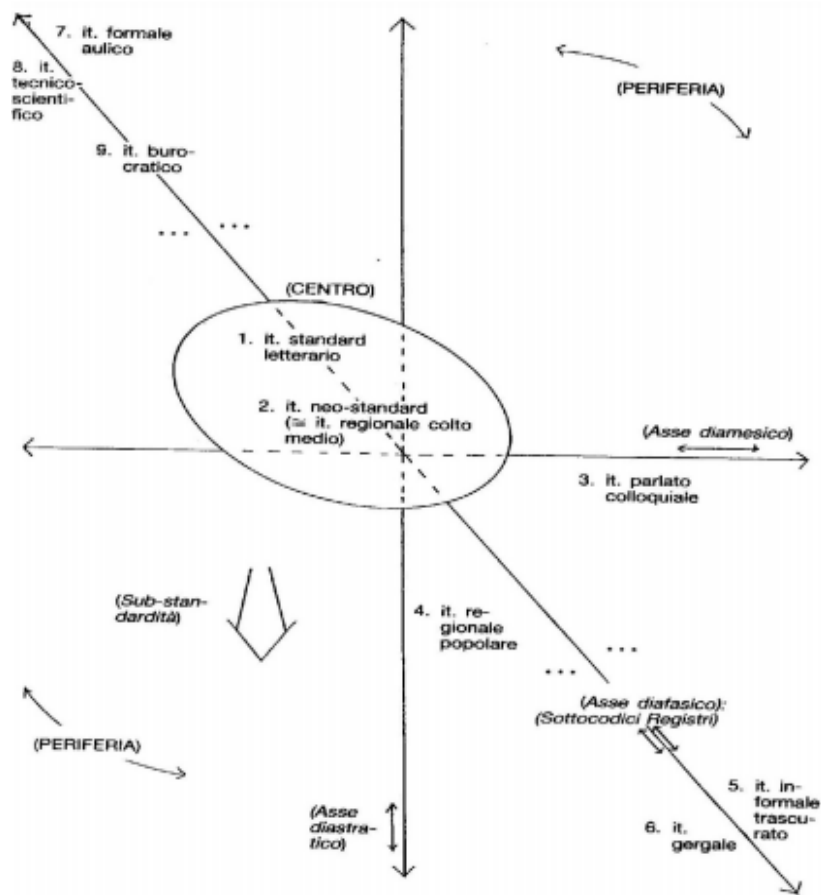 7. it. formale
aulico
8. it.
tecnico-
scienti-
fico
(PERIFERIA)
9. it. buro-
cratico
... ...
(CENTRO)
1. it. standard
letterario
2. it. neo-standard
(≅ it. regionale colto
medio)
(Asse diamesico)
3. it. parlato
colloquiale
(Sub-stan-
dardità)
4. it. re-
gionale
popolare
... ...
(Asse diafasico):
(Sottocodici Registri)
(PERIFERIA)
5. it. in-
formale
trascu-
rato
6. it.
gergale
(Asse
diastra-
tico)